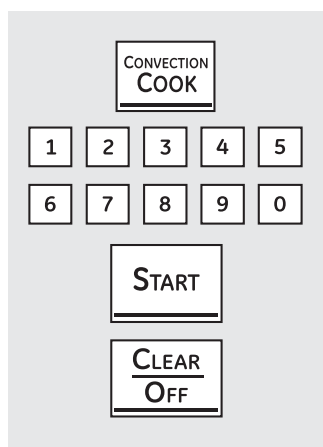 CONVECTION
COOK
1 2 3 4 5
6 7 8 9 0
START
CLEAR
OFF